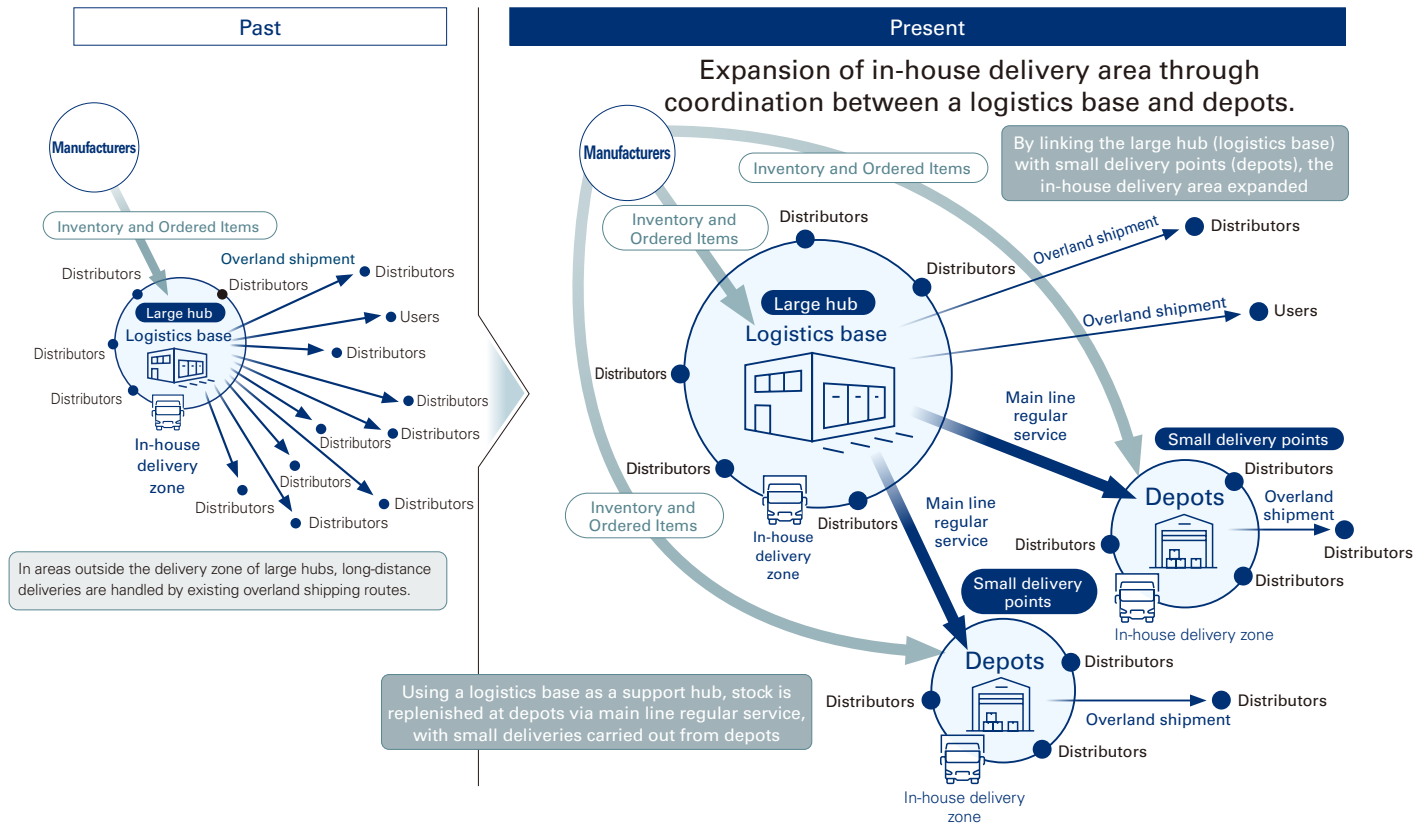 Past
Manufacturers
Inventory and Ordered Items
Overland shipment
Distributors
Distributors
Distributors
Large hub
Users
Logistics base
Distributors
Distributors
Distributors
Distributors
Distributors
Distributors
In-house
delivery
zone
Distributors
Distributors
Distributors
Distributors
In areas outside the delivery zone of large hubs, long-distance
deliveries are handled by existing overland shipping routes.
Present
Expansion of in-house delivery area through
coordination between a logistics base and depots.
Manufacturers
Inventory and Ordered Items
By linking the large hub (logistics base)
with small delivery points (depots), the
in-house delivery area expanded
Inventory and
Ordered Items
Distributors
Overland shipment
Distributors
Distributors
Large hub
Logistics base
Overland shipment
Users
Distributors
Main line
regular
service
Small delivery points
Distributors
Distributors
Depots
Overland
shipment
Inventory and
Ordered Items
Main line
regular
service
Distributors
In-house
delivery
zone
Distributors
Distributors
Distributors
Small delivery
points
In-house delivery zone
Depots
Distributors
Using a logistics base as a support hub, stock is
replenished at depots via main line regular service,
with small deliveries carried out from depots
Distributors
Distributors
Overland shipment
Distributors
In-house delivery
zone